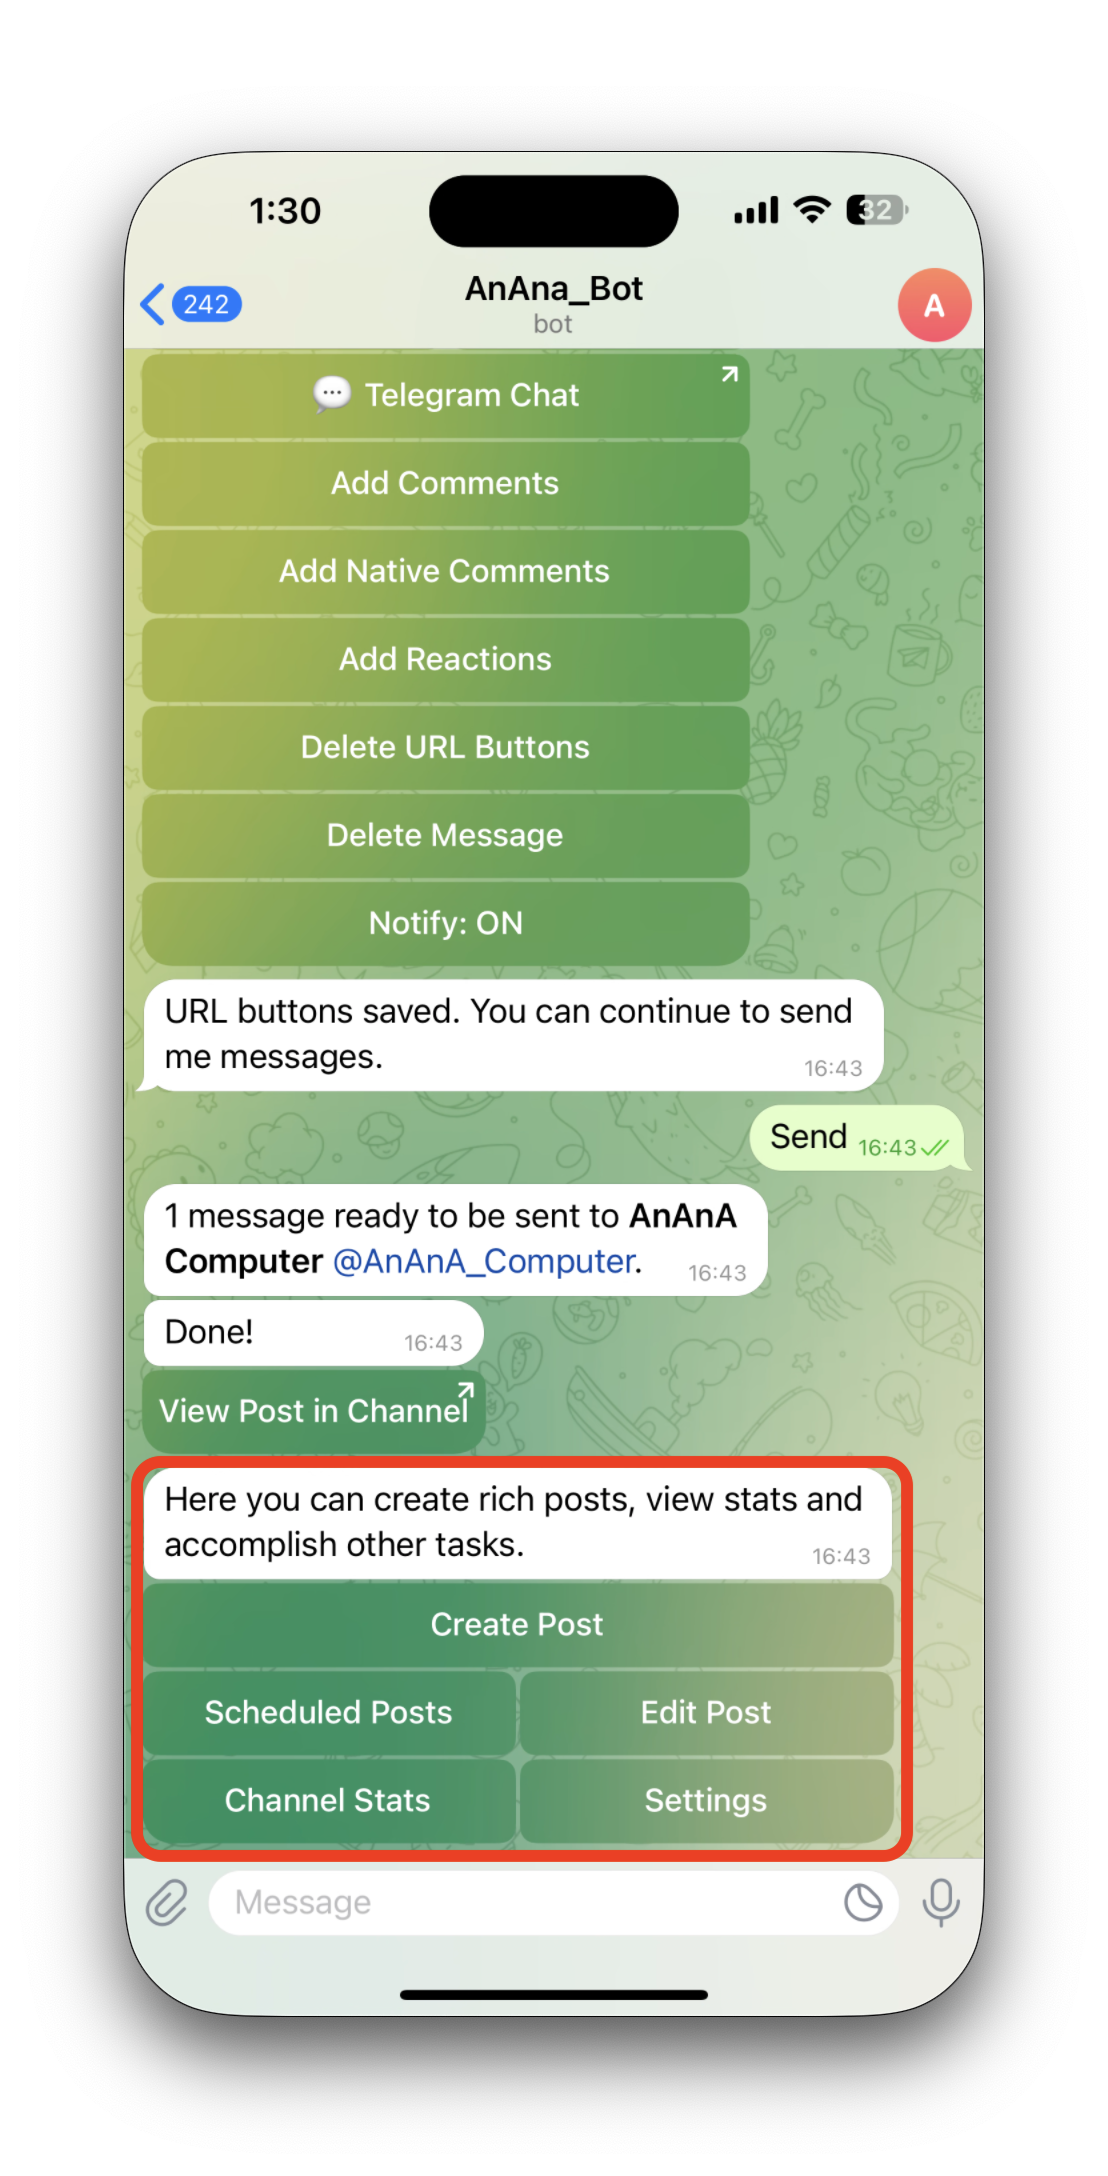 1:30
32
242
AnAna_Bot
bot
A
💬 Telegram Chat
Add Comments
Add Native Comments
Add Reactions
Delete URL Buttons
Delete Message
Notify: ON
URL buttons saved. You can continue to send
me messages.
16:43
Send 16:43
1 message ready to be sent to AnAnA
Computer @AnAnA_Computer.
16:43
Done! 16:43
View Post in Channel
Here you can create rich posts, view stats and
accomplish other tasks.
16:43
Create Post
Scheduled Posts
Edit Post
Channel Stats
Settings
Message